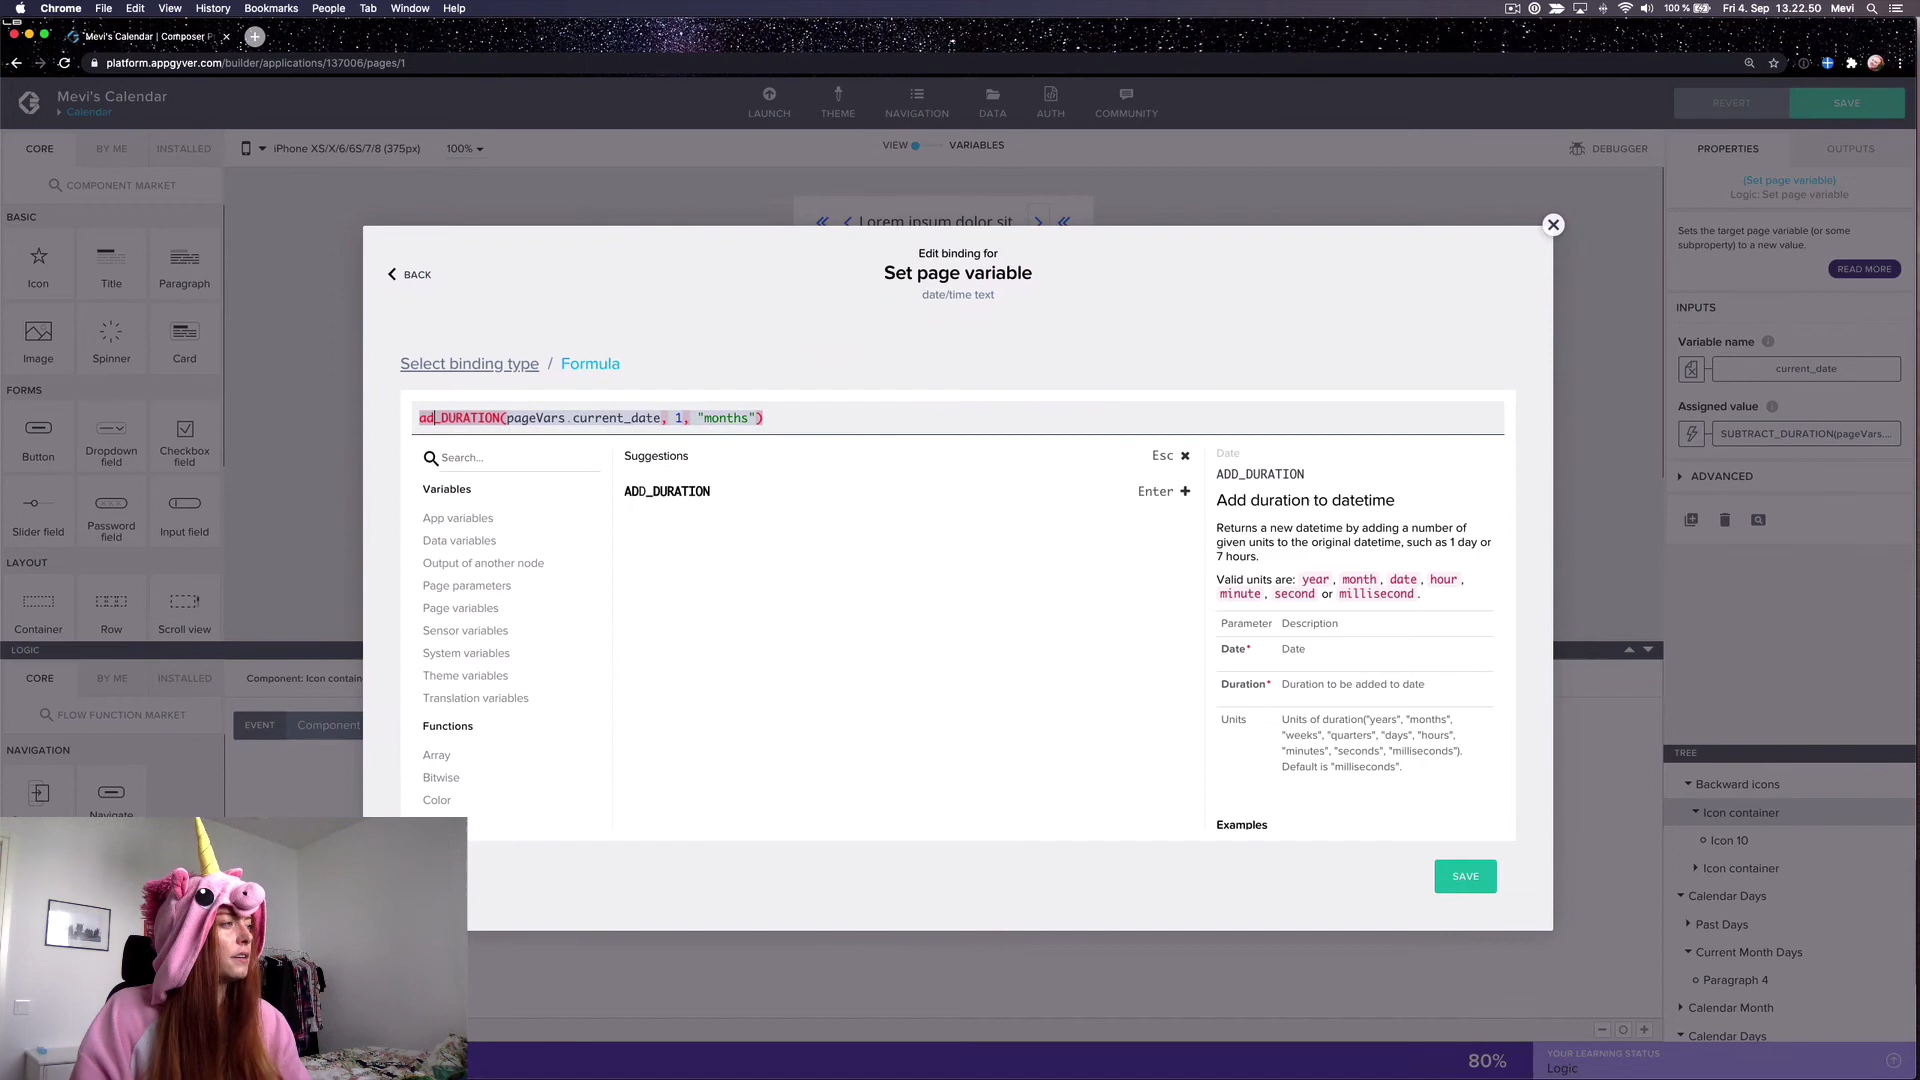 Chrome File Edit View History Bookmarks People Tab Window Help
100 % Fri 4. Sep 13.22.50 Mevi
Mevi's Calendar | Composer P
platform.appgyver.com/builder/applications/137006/pages/1
Mevi's Calendar
Calendar
LAUNCH THEME NAVIGATION DATA AUTH COMMUNITY
REVERT SAVE
CORE BY ME INSTALLED
iPhone XS/X/6/6S/7/8 (375px) 100%
VIEW VARIABLES
DEBUGGER
PROPERTIES OUTPUTS
COMPONENT MARKET
(Set page variable)
Logic: Set page variable
Sets the target page variable (or some
subproperty) to a new value.
READ MORE
BASIC
Icon Title Paragraph
Image Spinner Card
FORMS
Button Dropdown field Checkbox field
Slider field Password field Input field
LAYOUT
Container Row Scroll view
Lorem ipsum dolor sit
BACK
Edit binding for
Set page variable
date/time text
Select binding type / Formula
ad_DURATION(pageVars.current_date, 1, "months")
Search...
Variables
App variables
Data variables
Output of another node
Page parameters
Page variables
Sensor variables
System variables
Theme variables
Translation variables
Functions
Array
Bitwise
Color
Suggestions Esc
ADD_DURATION Enter
Date
ADD_DURATION
Add duration to datetime
Returns a new datetime by adding a number of
given units to the original datetime, such as 1 day or
7 hours.
Valid units are: year, month, date, hour,
minute, second or millisecond.
Parameter Description
Date* Date
Duration* Duration to be added to date
Units Units of duration("years", "months",
"weeks", "quarters", "days", "hours",
"minutes", "seconds", "milliseconds").
Default is "milliseconds".
Examples
SAVE
INPUTS
Variable name
current_date
Assigned value
SUBTRACT_DURATION(pageVars....
ADVANCED
LOGIC
CORE BY ME INSTALLED
Component: Icon contain
FLOW FUNCTION MARKET
EVENT Component
NAVIGATION
Navigate
TREE
Backward icons
Icon container
Icon 10
Icon container
Calendar Days
Past Days
Current Month Days
Paragraph 4
Calendar Month
Calendar Days
80%
YOUR LEARNING STATUS
Logic